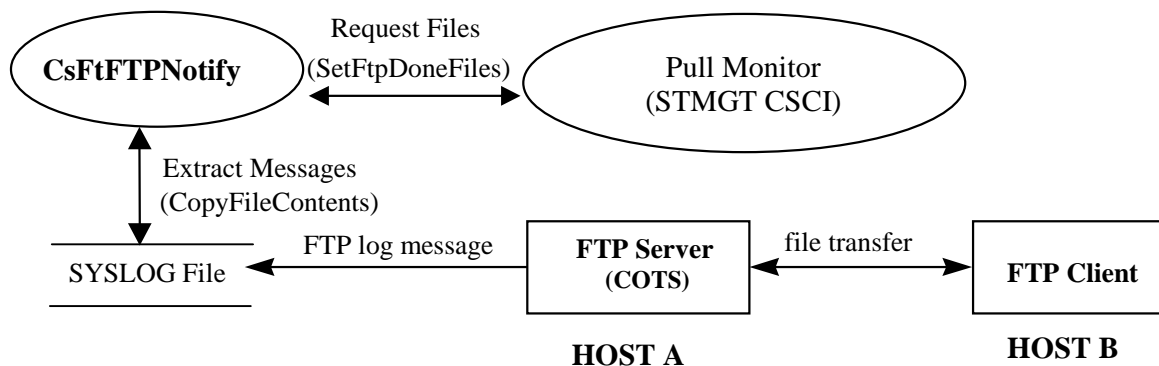 Request Files
(SetFtpDoneFiles)
CsFtFTPNotify
Pull Monitor
(STMGT CSCI)
Extract Messages
(CopyFileContents)
SYSLOG File
FTP log message
FTP Server
(COTS)
file transfer
FTP Client
HOST A
HOST B